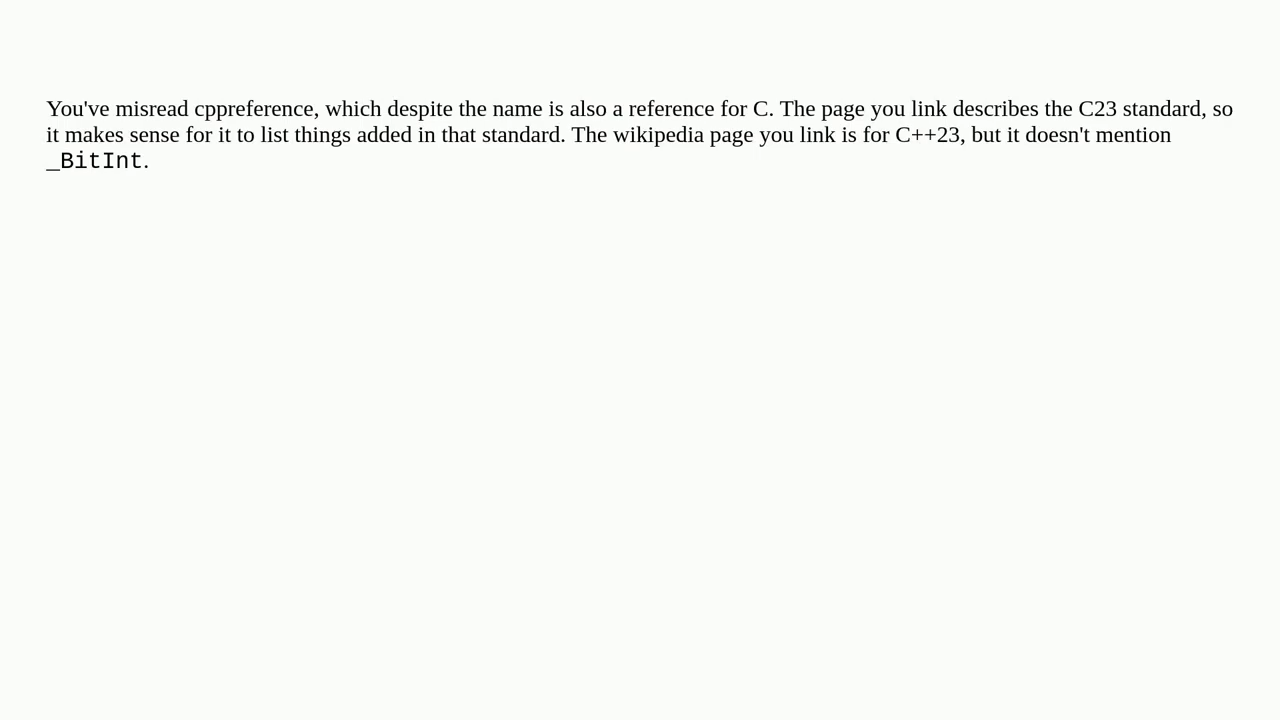 You've misread cppreference, which despite the name is also a reference for C. The page you link describes the C23 standard, so
it makes sense for it to list things added in that standard. The wikipedia page you link is for C++23, but it doesn't mention
_BitInt.